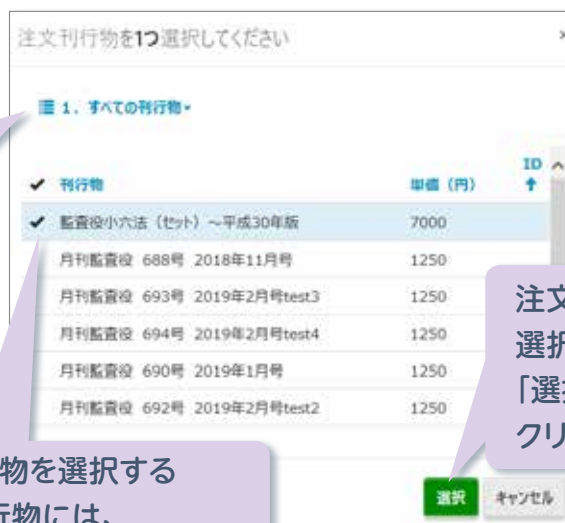 注文刊行物を1つ選択してください
1. すべての刊行物
✓ 刊行物 単価（円） ID ↑
✓ 監査役小六法（セット）～平成30年版 7000
月刊監査役 688号 2018年11月号 1250
月刊監査役 693号 2019年2月号test3 1250
月刊監査役 694号 2019年2月号test4 1250
月刊監査役 690号 2019年1月号 1250
月刊監査役 692号 2019年2月号test2 1250
注文
選択
「選
クリ
物を選択する
行物には、
選択 キャンセル